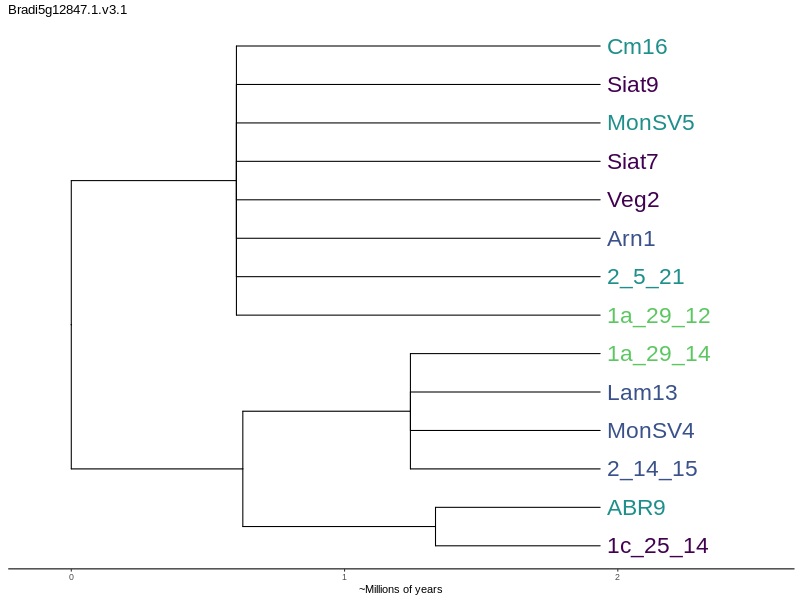 Bradi5g12847.1.v3.1
Cm16
Siat9
MonSV5
Siat7
Veg2
Arn1
2_5_21
1a_29_12
1a_29_14
Lam13
MonSV4
2_14_15
ABR9
1c_25_14
0 1 2
~Millions of years